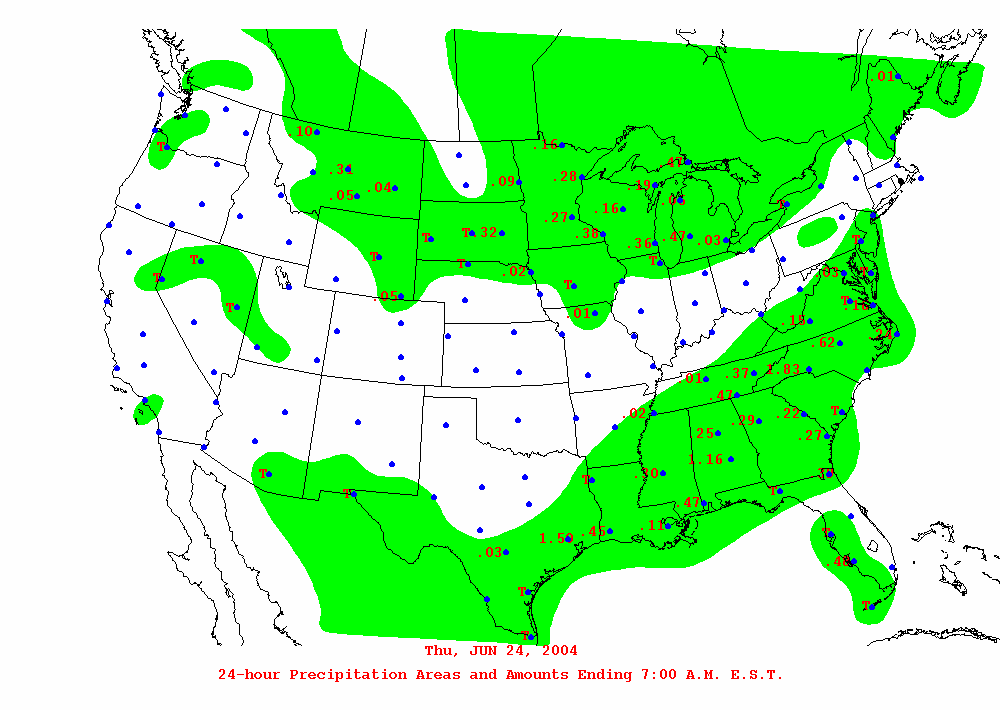 .01
.10
.16
.34
.47
T
.04
.28
.09
.19
.05
.06
.16
T
.27
T
T
.32
.38
T
.47
.03
.36
T
T
T
T
.02
.03
T
T
T
.05
T
T
.01
.18
.24
.62
1.83
.37
.01
.47
.02
.22
T
.29
.25
.27
1.16
T
.30
T
T
T
.47
.11
.45
T
1.50
.03
.40
T
T
T
Thu, JUN 24, 2004
24-hour Precipitation Areas and Amounts Ending 7:00 A.M. E.S.T.